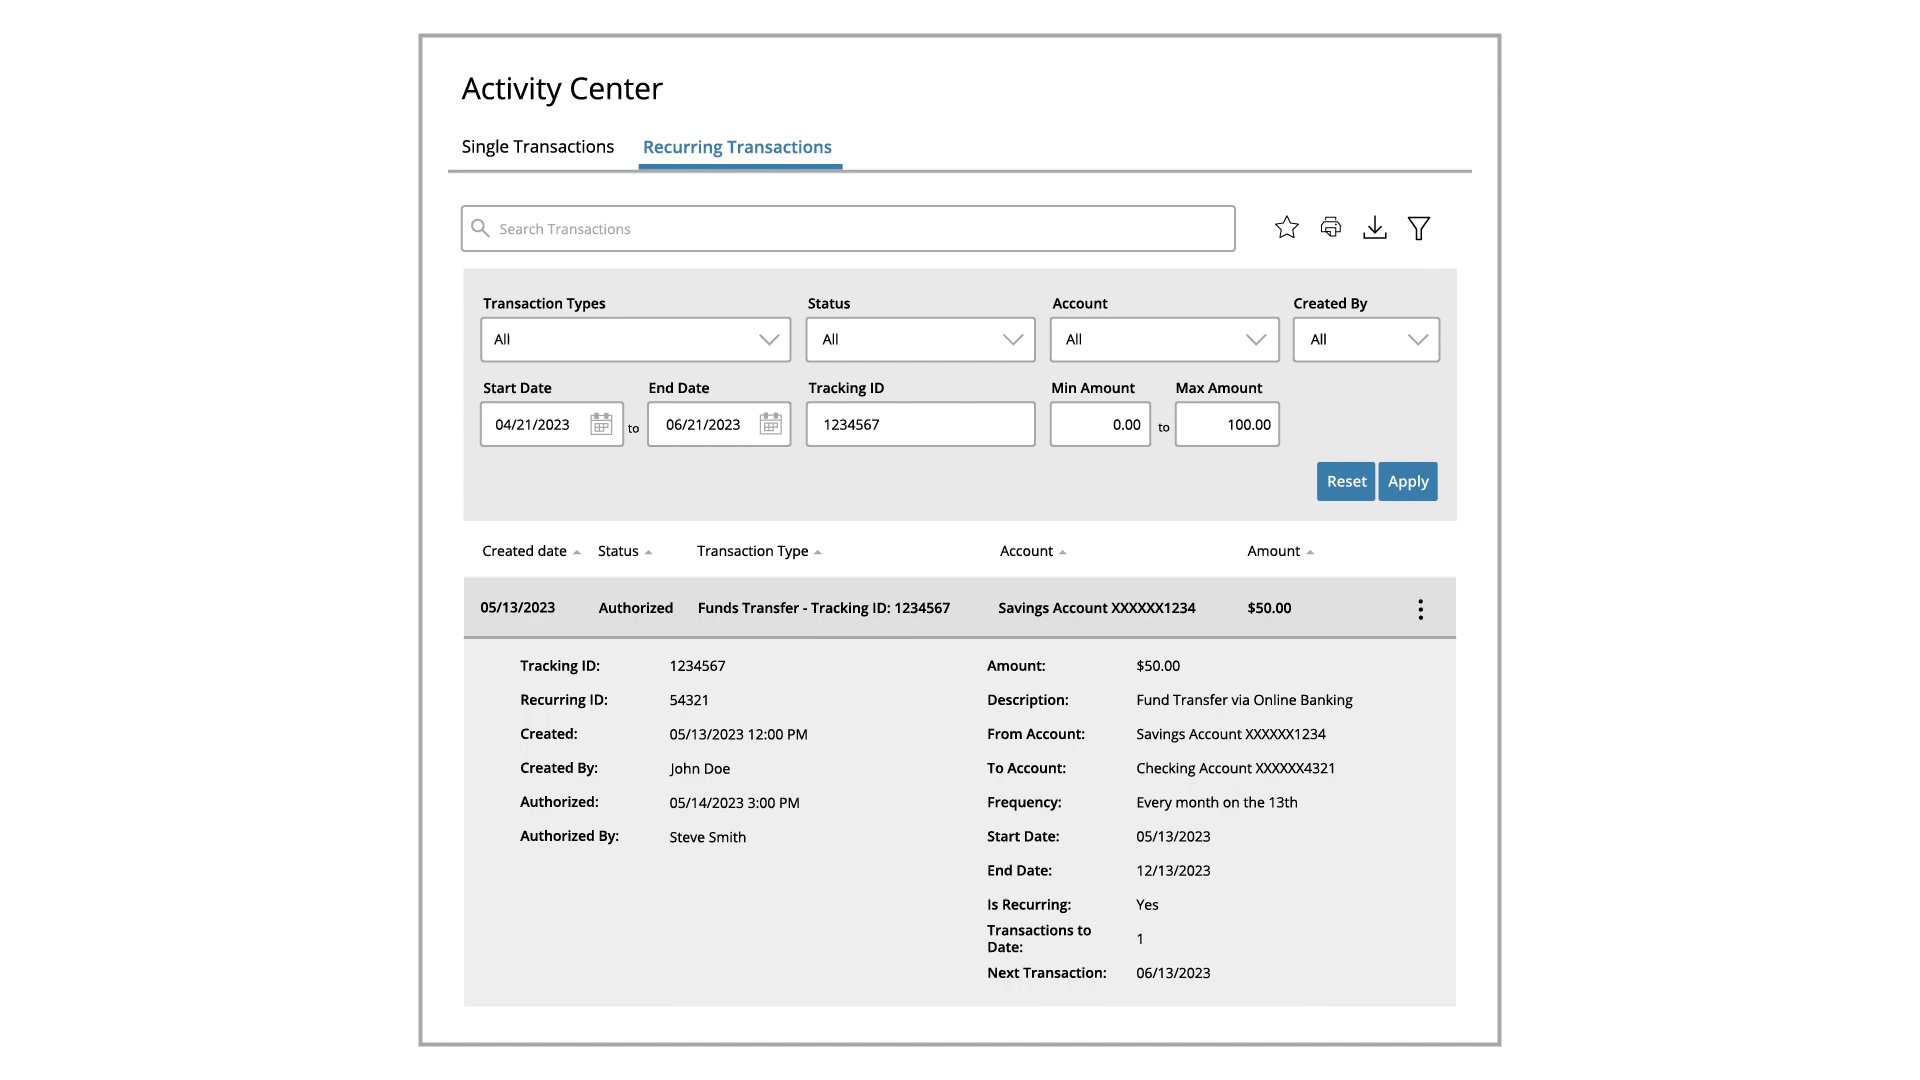 Activity Center
Single Transactions Recurring Transactions
Search Transactions
Transaction Types Status Account Created By
All All All All
Start Date End Date Tracking ID Min Amount Max Amount
04/21/2023 to 06/21/2023 1234567 0.00 to 100.00
Reset Apply
Created date Status Transaction Type Account Amount
05/13/2023 Authorized Funds Transfer - Tracking ID: 1234567 Savings Account XXXXXX1234 $50.00
Tracking ID: 1234567 Amount: $50.00
Recurring ID: 54321 Description: Fund Transfer via Online Banking
Created: 05/13/2023 12:00 PM From Account: Savings Account XXXXXX1234
Created By: John Doe To Account: Checking Account XXXXXX4321
Authorized: 05/14/2023 3:00 PM Frequency: Every month on the 13th
Authorized By: Steve Smith Start Date: 05/13/2023
End Date: 12/13/2023
Is Recurring: Yes
Transactions to
Date: 1
Next Transaction: 06/13/2023